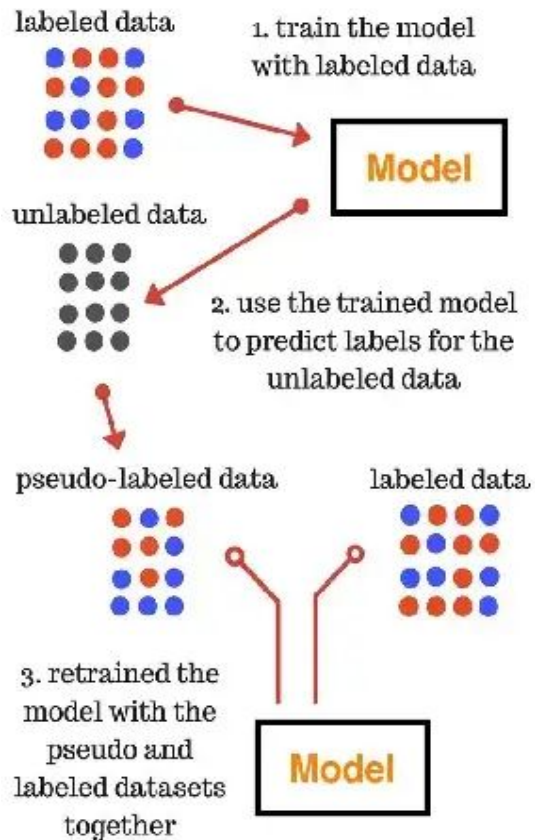 labeled data
1. train the model
with labeled data
Model
unlabeled data
2. use the trained model
to predict labels for the
unlabeled data
pseudo-labeled data
labeled data
3. retrained the
model with the
pseudo and
labeled datasets
together
Model